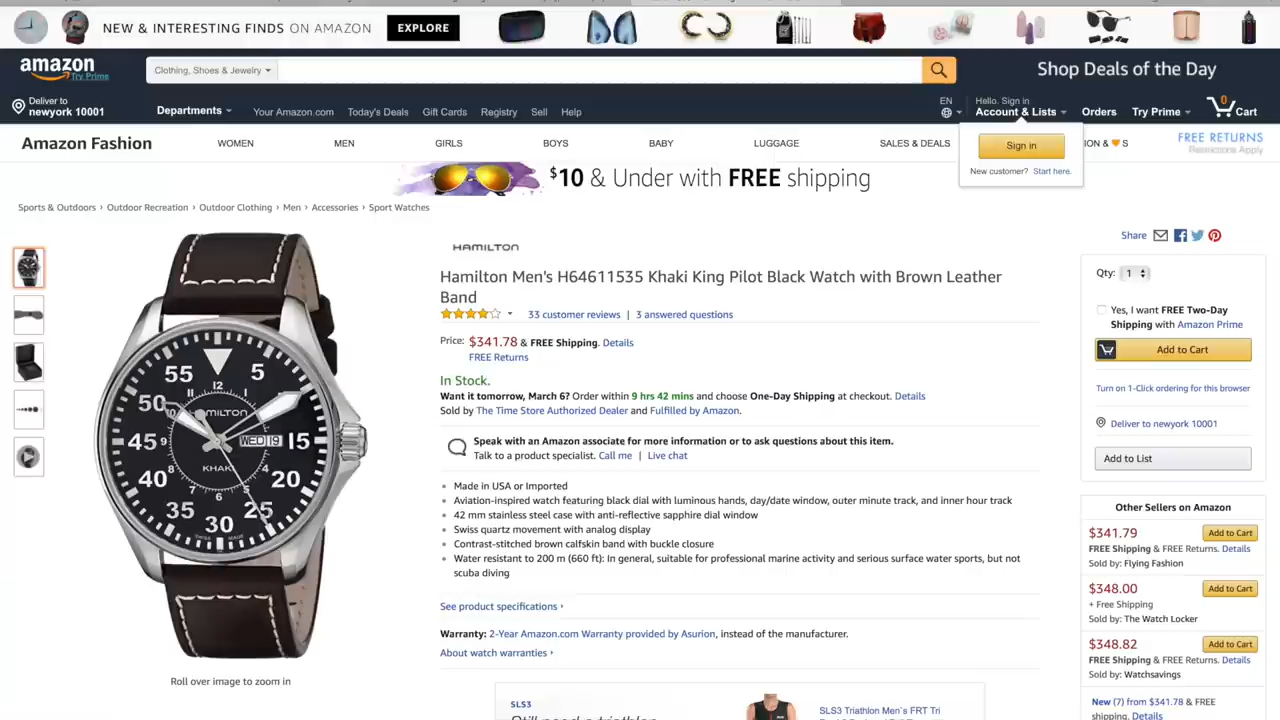 NEW & INTERESTING FINDS ON AMAZON
EXPLORE
amazon
Try Prime
Clothing, Shoes & Jewelry
Shop Deals of the Day
Deliver to
newyork 10001
Departments
Your Amazon.com
Today's Deals
Gift Cards
Registry
Sell
Help
EN
Hello. Sign in
Account & Lists
Orders
Try Prime
0
Cart
Amazon Fashion
WOMEN
MEN
GIRLS
BOYS
BABY
LUGGAGE
SALES & DEALS
Sign in
New customer? Start here.
FREE RETURNS
Restrictions Apply
$10 & Under with FREE shipping
Sports & Outdoors › Outdoor Recreation › Outdoor Clothing › Men › Accessories › Sport Watches
HAMILTON
Hamilton Men's H64611535 Khaki King Pilot Black Watch with Brown Leather
Band
33 customer reviews | 3 answered questions
Price: $341.78 & FREE Shipping. Details
FREE Returns
In Stock.
Want it tomorrow, March 6? Order within 9 hrs 42 mins and choose One-Day Shipping at checkout. Details
Sold by The Time Store Authorized Dealer and Fulfilled by Amazon.
Speak with an Amazon associate for more information or to ask questions about this item.
Talk to a product specialist. Call me | Live chat
Made in USA or Imported
Aviation-inspired watch featuring black dial with luminous hands, day/date window, outer minute track, and inner hour track
42 mm stainless steel case with anti-reflective sapphire dial window
Swiss quartz movement with analog display
Contrast-stitched brown calfskin band with buckle closure
Water resistant to 200 m (660 ft): In general, suitable for professional marine activity and serious surface water sports, but not
scuba diving
See product specifications ›
Warranty: 2-Year Amazon.com Warranty provided by Asurion, instead of the manufacturer.
About watch warranties ›
SLS3
SLS3 Triathlon Men`s FRT Tri
55
5
12
50
10
HAMILTON
45
9
WED 19
15
40
8
KHAKI
4
20
7
6
5
35
30
25
SWISS MADE
Roll over image to zoom in
Share
Qty: 1
Yes, I want FREE Two-Day
Shipping with Amazon Prime
Add to Cart
Turn on 1-Click ordering for this browser
Deliver to newyork 10001
Add to List
Other Sellers on Amazon
$341.79
Add to Cart
FREE Shipping & FREE Returns. Details
Sold by: Flying Fashion
$348.00
Add to Cart
+ Free Shipping
Sold by: The Watch Locker
$348.82
Add to Cart
FREE Shipping & FREE Returns. Details
Sold by: Watchsavings
New (7) from $341.78 & FREE
shipping. Details